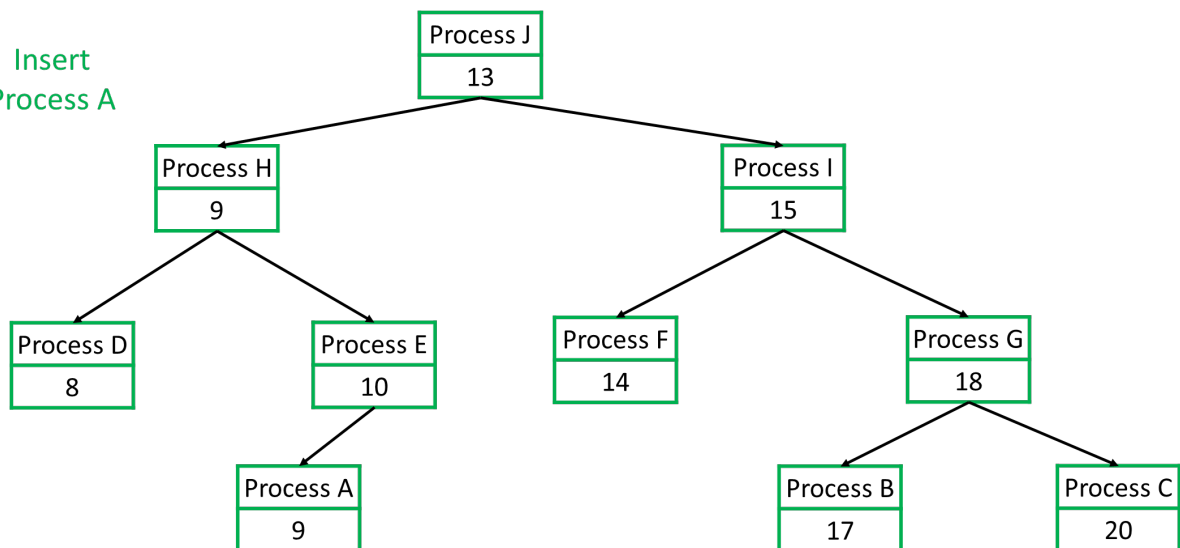 Insert
Process A
Process J
13
Process H
9
Process I
15
Process D
8
Process E
10
Process F
14
Process G
18
Process A
9
Process B
17
Process C
20